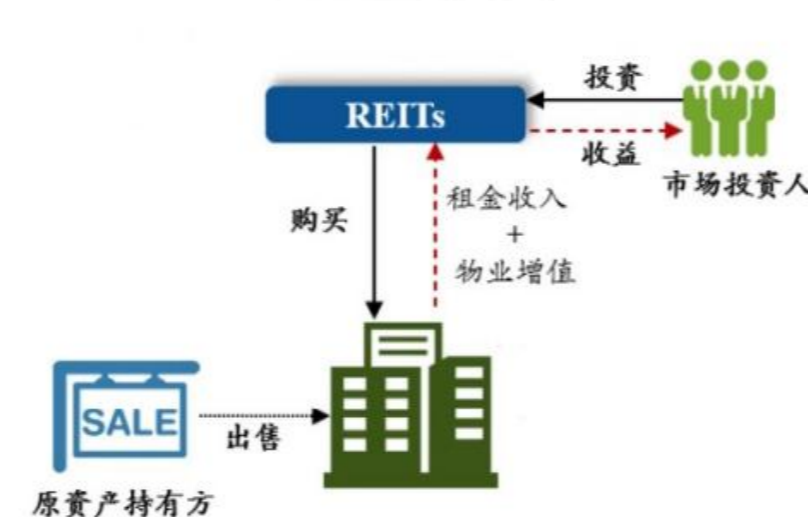 投资
REITs
收益
市场投资人
购买
租金收入
+
物业增值
SALE
出售
原资产持有方